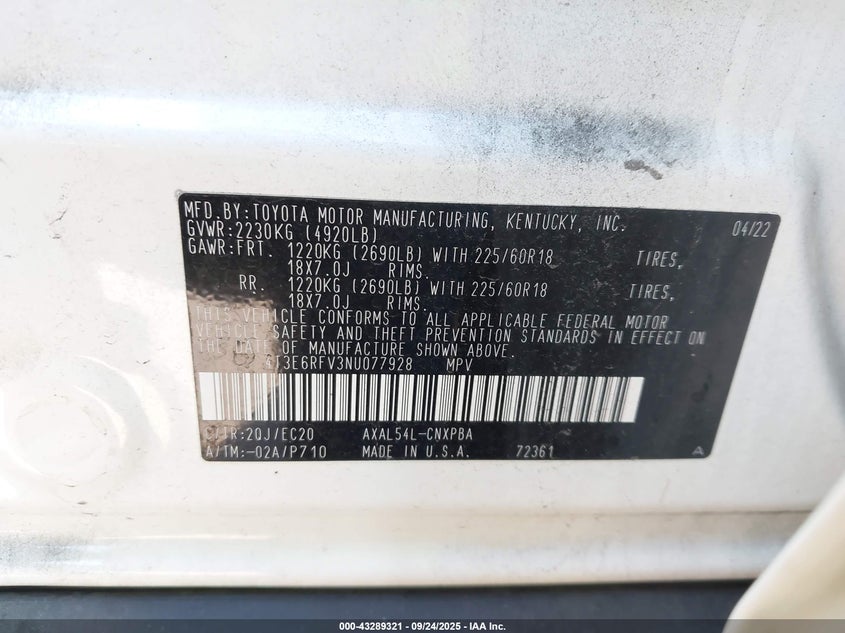 MFD.BY:TOYOTA MOTOR MANUFACTURING, KENTUCKY, INC. 04/22
GVWR:2230KG (4920LB)
GAWR:FRT. 1220KG (2690LB) WITH 225/60R18 TIRES,
18X7.0J RIMS.
RR. 1220KG (2690LB) WITH 225/60R18 TIRES,
18X7.0J RIMS.
THIS VEHICLE CONFORMS TO ALL APPLICABLE FEDERAL MOTOR
VEHICLE SAFETY AND THEFT PREVENTION STANDARDS IN EFFECT ON
THE DATE OF MANUFACTURE SHOWN ABOVE.
4T3E6RFV3NU077928 MPV
C/TR:2QJ/EC20 AXAL54L-CNXPBA
A/TM:-02A/P710 MADE IN U.S.A. 72361 A
000-43289321 - 09/24/2025 - IAA Inc.